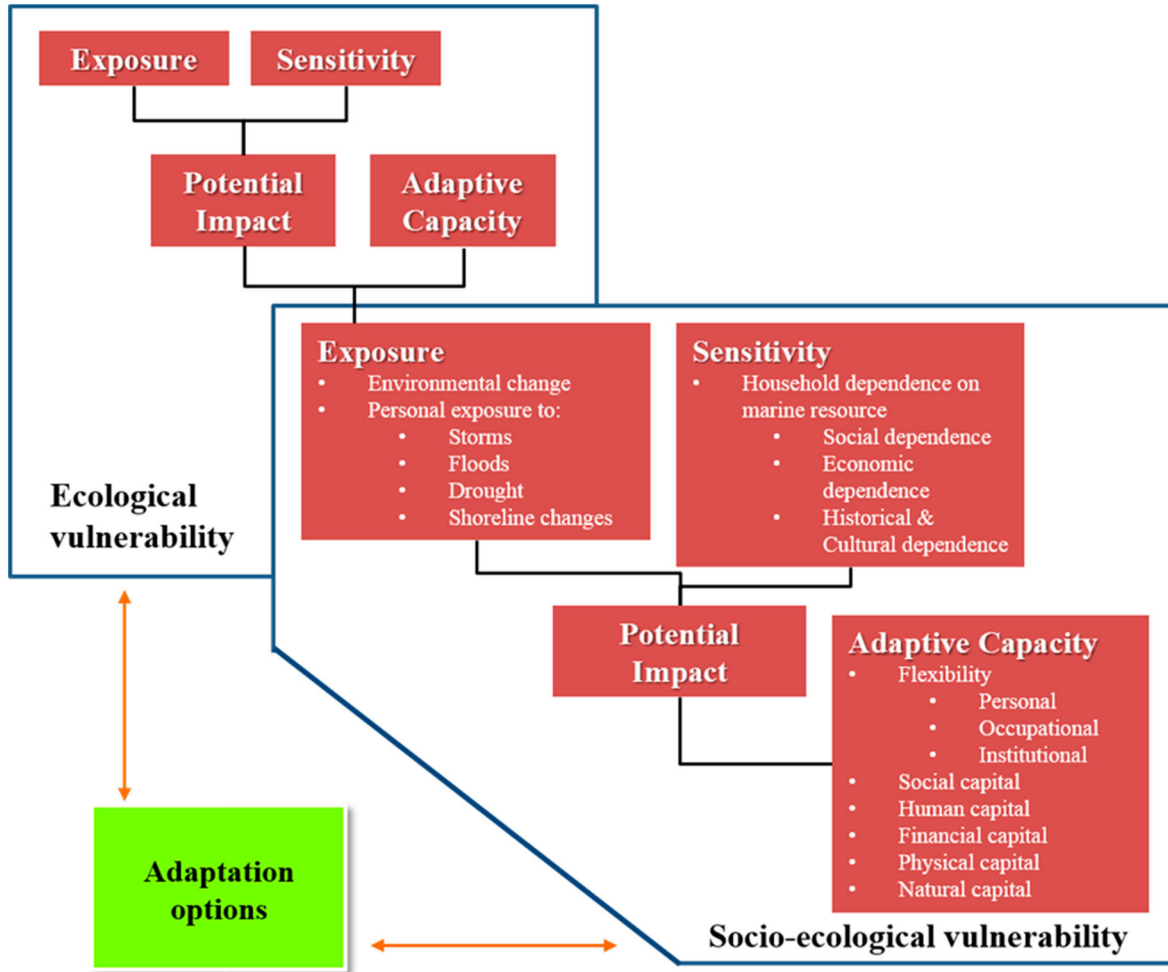 Exposure
Sensitivity
Potential
Impact
Adaptive
Capacity
Ecological
vulnerability
Exposure
• Environmental change
• Personal exposure to:
• Storms
• Floods
• Drought
• Shoreline changes
Sensitivity
• Household dependence on
marine resource
• Social dependence
• Economic
dependence
• Historical &
Cultural dependence
Potential
Impact
Adaptive Capacity
• Flexibility
• Personal
• Occupational
• Institutional
• Social capital
• Human capital
• Financial capital
• Physical capital
• Natural capital
Adaptation
options
Socio-ecological vulnerability